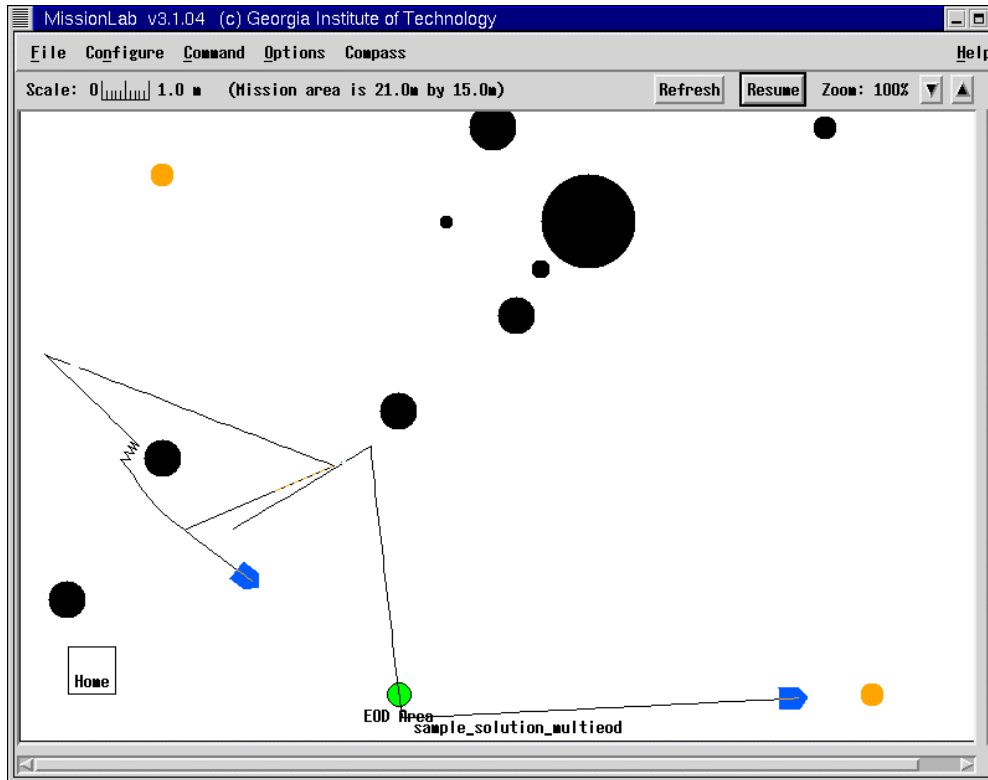 MissionLab v3.1.04 (c) Georgia Institute of Technology
File Configure Command Options Compass Help
Scale: 0 1.0 m (Mission area is 21.0m by 15.0m) Refresh Resume Zoom: 100%
Home
EOD Area
sample_solution_multieod